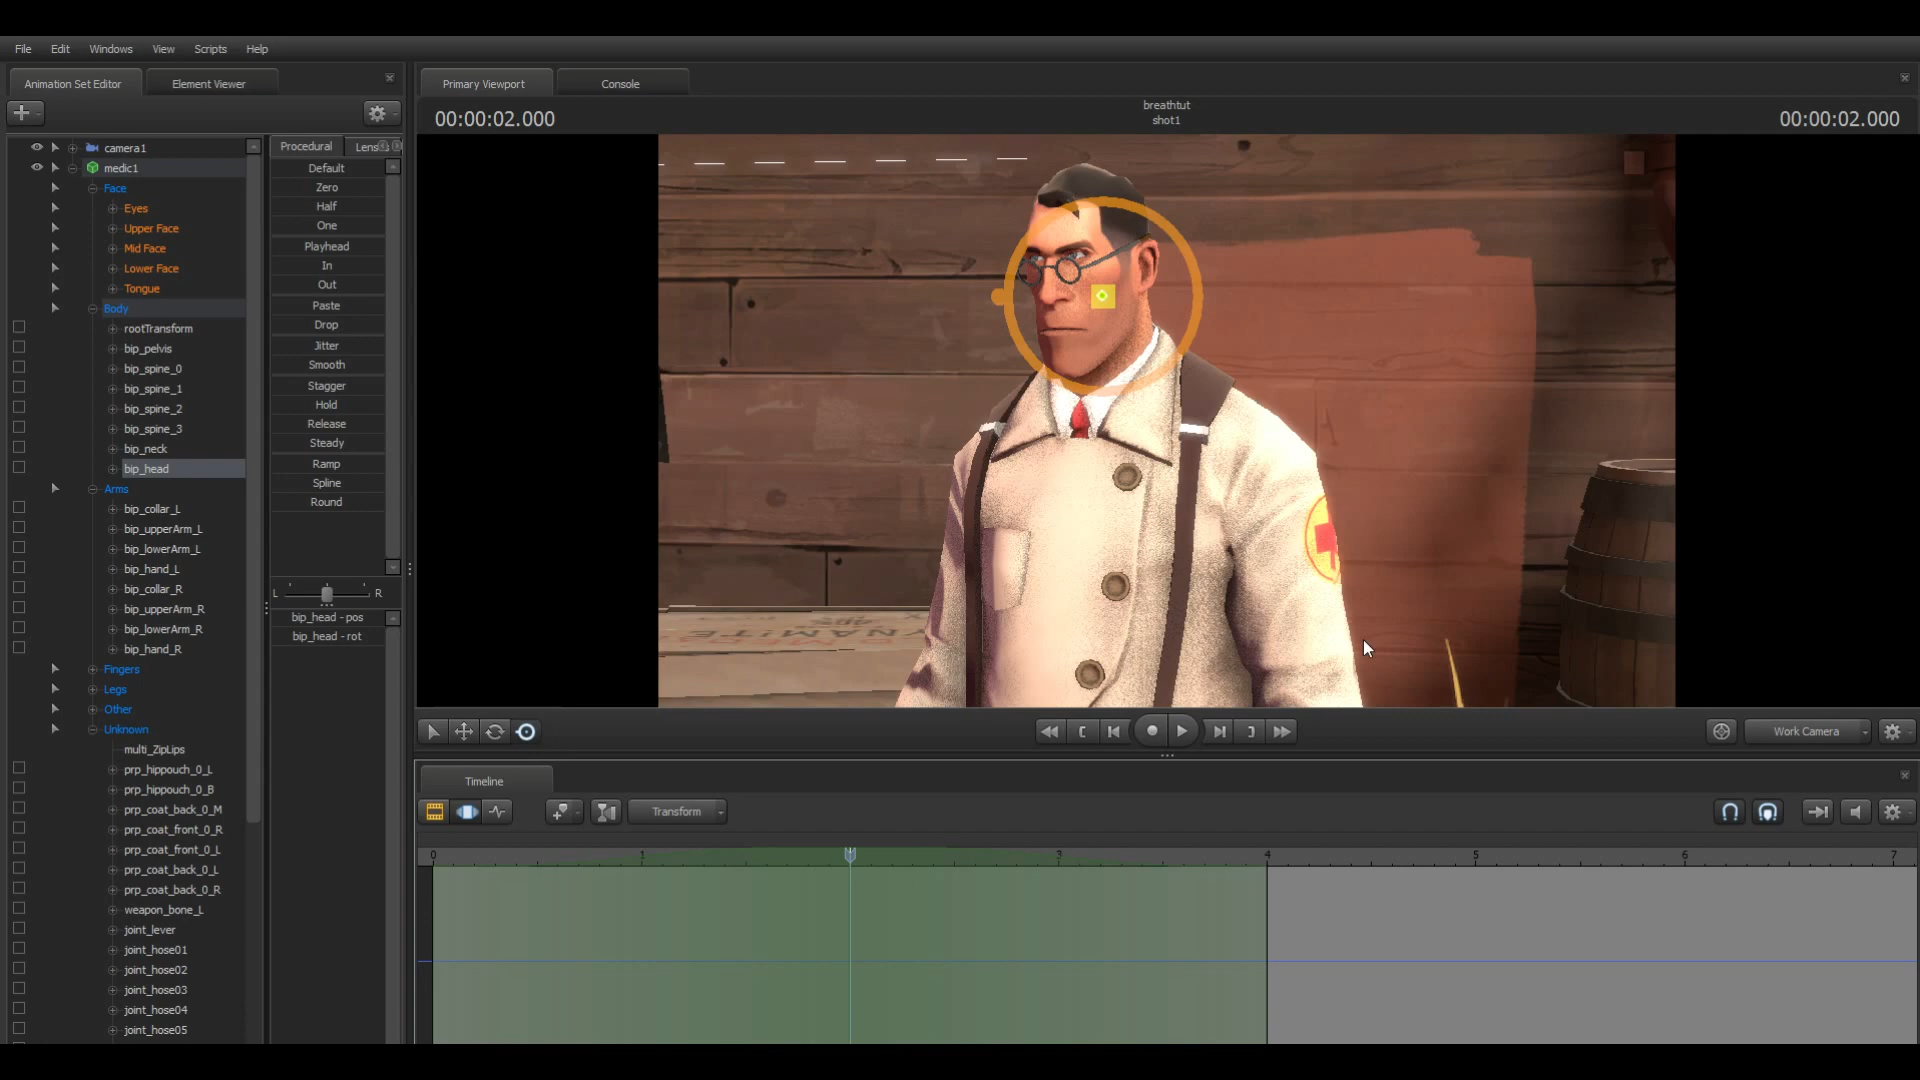 File Edit Windows View Scripts Help
Animation Set Editor Element Viewer
Primary Viewport Console
00:00:02.000
breathtut
shot1
00:00:02.000
camera1
medic1
Face
Eyes
Upper Face
Mid Face
Lower Face
Tongue
Body
rootTransform
bip_pelvis
bip_spine_0
bip_spine_1
bip_spine_2
bip_spine_3
bip_neck
bip_head
Arms
bip_collar_L
bip_upperArm_L
bip_lowerArm_L
bip_hand_L
bip_collar_R
bip_upperArm_R
bip_lowerArm_R
bip_hand_R
Fingers
Legs
Other
Unknown
multi_ZipLips
prp_hippouch_0_L
prp_hippouch_0_B
prp_coat_back_0_M
prp_coat_front_0_R
prp_coat_front_0_L
prp_coat_back_0_L
prp_coat_back_0_R
weapon_bone_L
joint_lever
joint_hose01
joint_hose02
joint_hose03
joint_hose04
joint_hose05
Procedural Lens
Default
Zero
Half
One
Playhead
In
Out
Paste
Drop
Jitter
Smooth
Stagger
Hold
Release
Steady
Ramp
Spline
Round
L R
bip_head - pos
bip_head - rot
Work Camera
Timeline
Transform
0 1 3 4 5 6 7